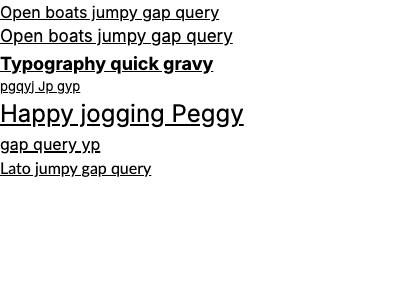 Open boats jumpy gap query
Open boats jumpy gap query
Typography quick gravy
pgqyj Jp gyp
Happy jogging Peggy
gap query yp
Lato jumpy gap query